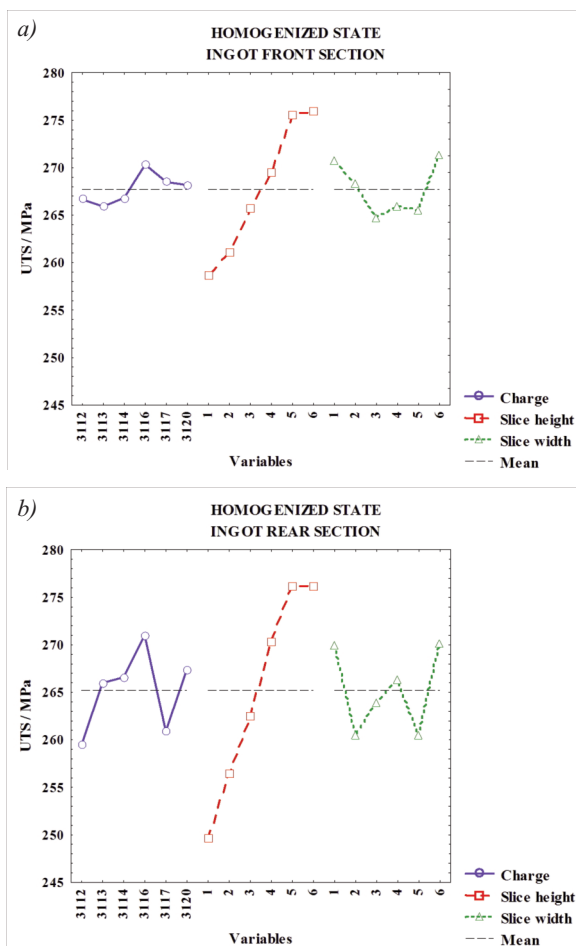 a)
HOMOGENIZED STATE
INGOT FRONT SECTION
280
275
270
265
260
255
250
245
UTS / MPa
3112 3113 3114 3116 3117 3120 1 2 3 4 5 6 1 2 3 4 5 6
Variables
Charge
Slice height
Slice width
Mean
b)
HOMOGENIZED STATE
INGOT REAR SECTION
280
275
270
265
260
255
250
245
UTS / MPa
3112 3113 3114 3116 3117 3120 1 2 3 4 5 6 1 2 3 4 5 6
Variables
Charge
Slice height
Slice width
Mean